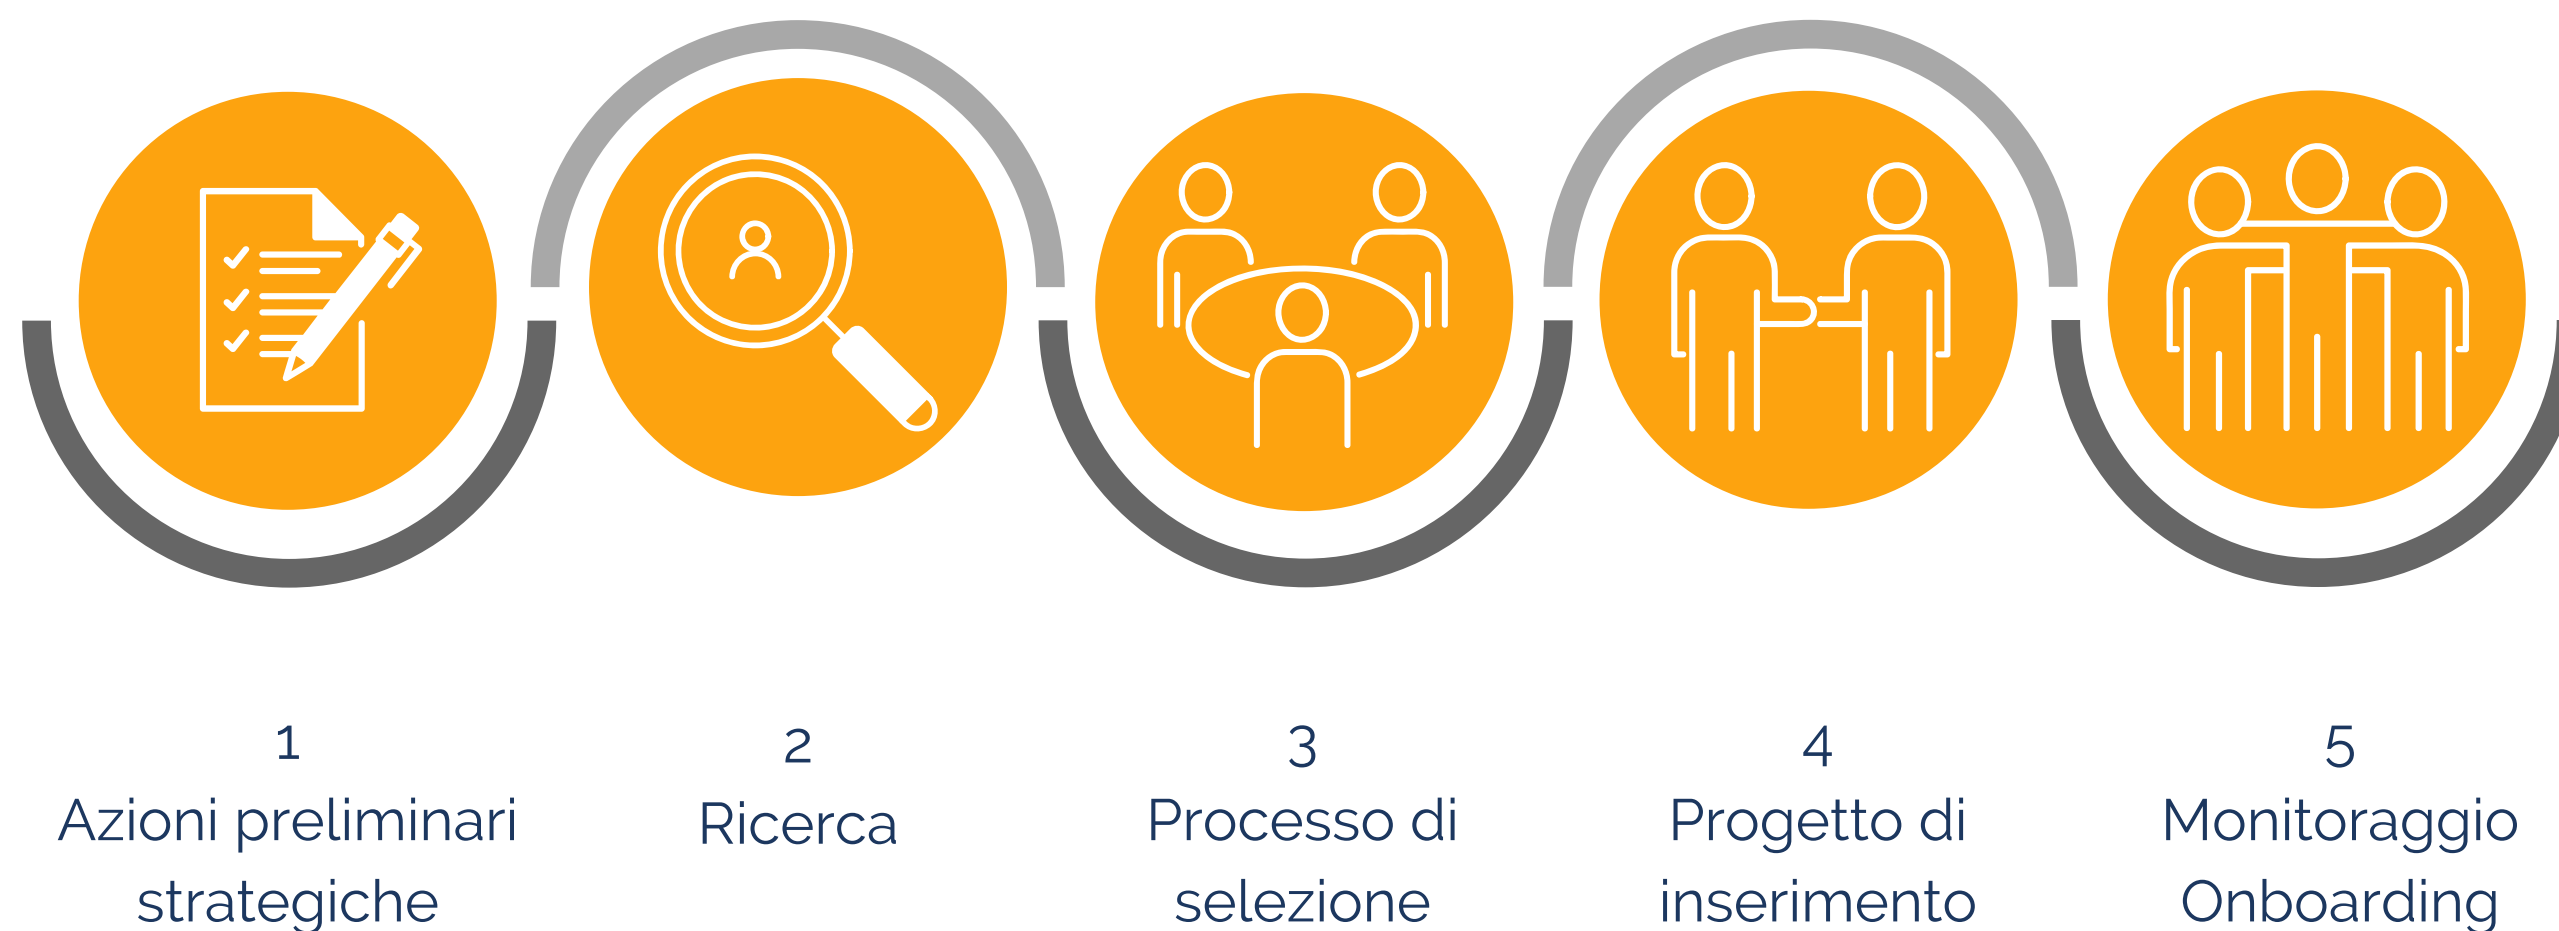 1
Azioni preliminari
strategiche
2
Ricerca
3
Processo di
selezione
4
Progetto di
inserimento
5
Monitoraggio
Onboarding